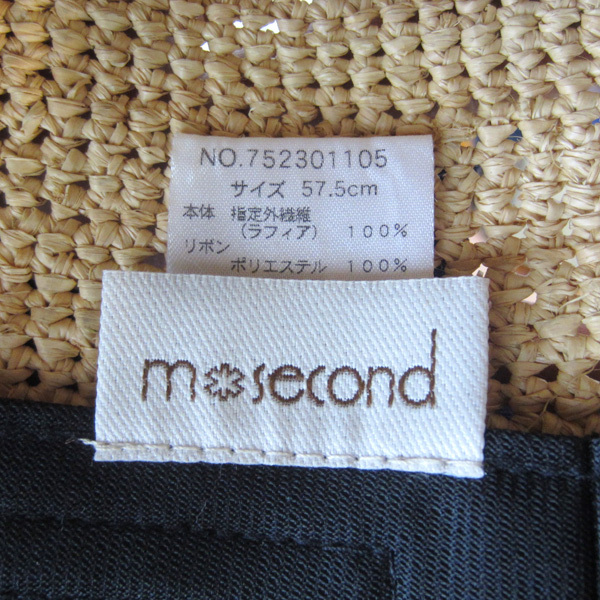 NO.752301105
サイズ 57.5cm
本体 指定外繊維
(ラフィア) 100%
リボン
ポリエステル 100%
m*second